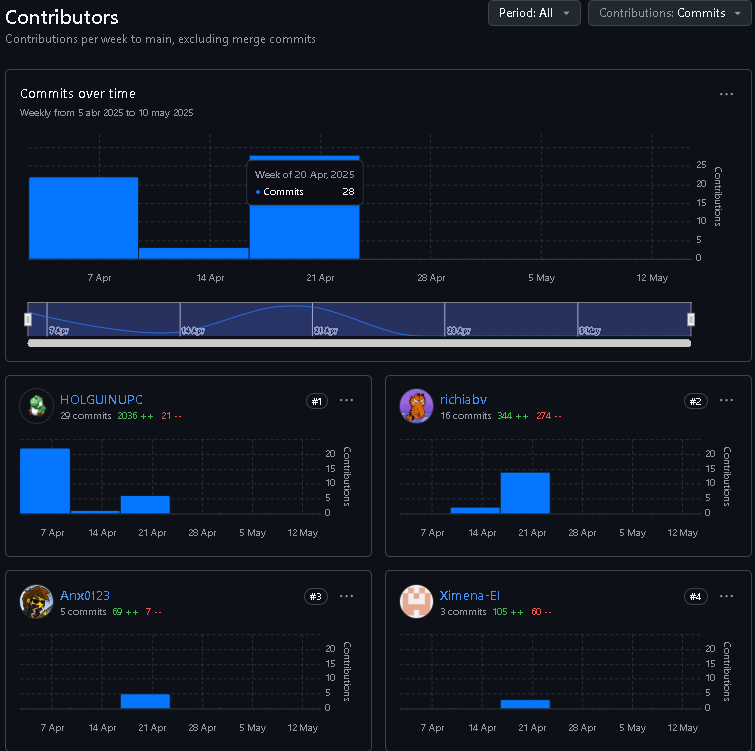 Contributors
Period: All
Contributions: Commits
Contributions per week to main, excluding merge commits
Commits over time
Weekly from 5 abr 2025 to 10 may 2025
Week of 20 Apr, 2025
Commits 28
25
20
15
10
5
0
Contributions
7 Apr 14 Apr 21 Apr 28 Apr 5 May 12 May
7 Apr 14 Apr 21 Apr 28 Apr 5 May
HOLGUINUPC
#1
29 commits 2036 ++ 21 --
20
15
10
5
0
Contributions
7 Apr 14 Apr 21 Apr 28 Apr 5 May 12 May
richiabv
#2
16 commits 344 ++ 274 --
20
15
10
5
0
Contributions
7 Apr 14 Apr 21 Apr 28 Apr 5 May 12 May
Anx0123
#3
5 commits 69 ++ 7 --
20
15
10
5
0
Contributions
7 Apr 14 Apr 21 Apr 28 Apr 5 May 12 May
Ximena-El
#4
3 commits 105 ++ 60 --
20
15
10
5
0
Contributions
7 Apr 14 Apr 21 Apr 28 Apr 5 May 12 May